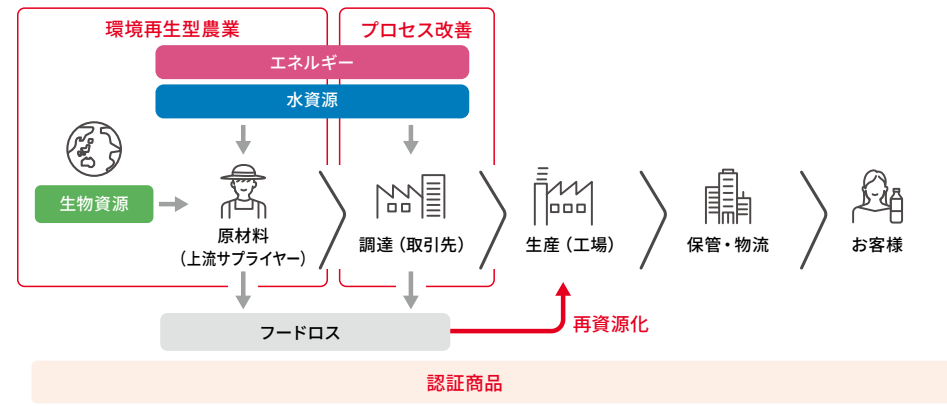 環境再生型農業
プロセス改善
エネルギー
水資源
生物資源
原材料
（上流サプライヤー）
調達（取引先）
生産（工場）
保管・物流
お客様
フードロス
再資源化
認証商品